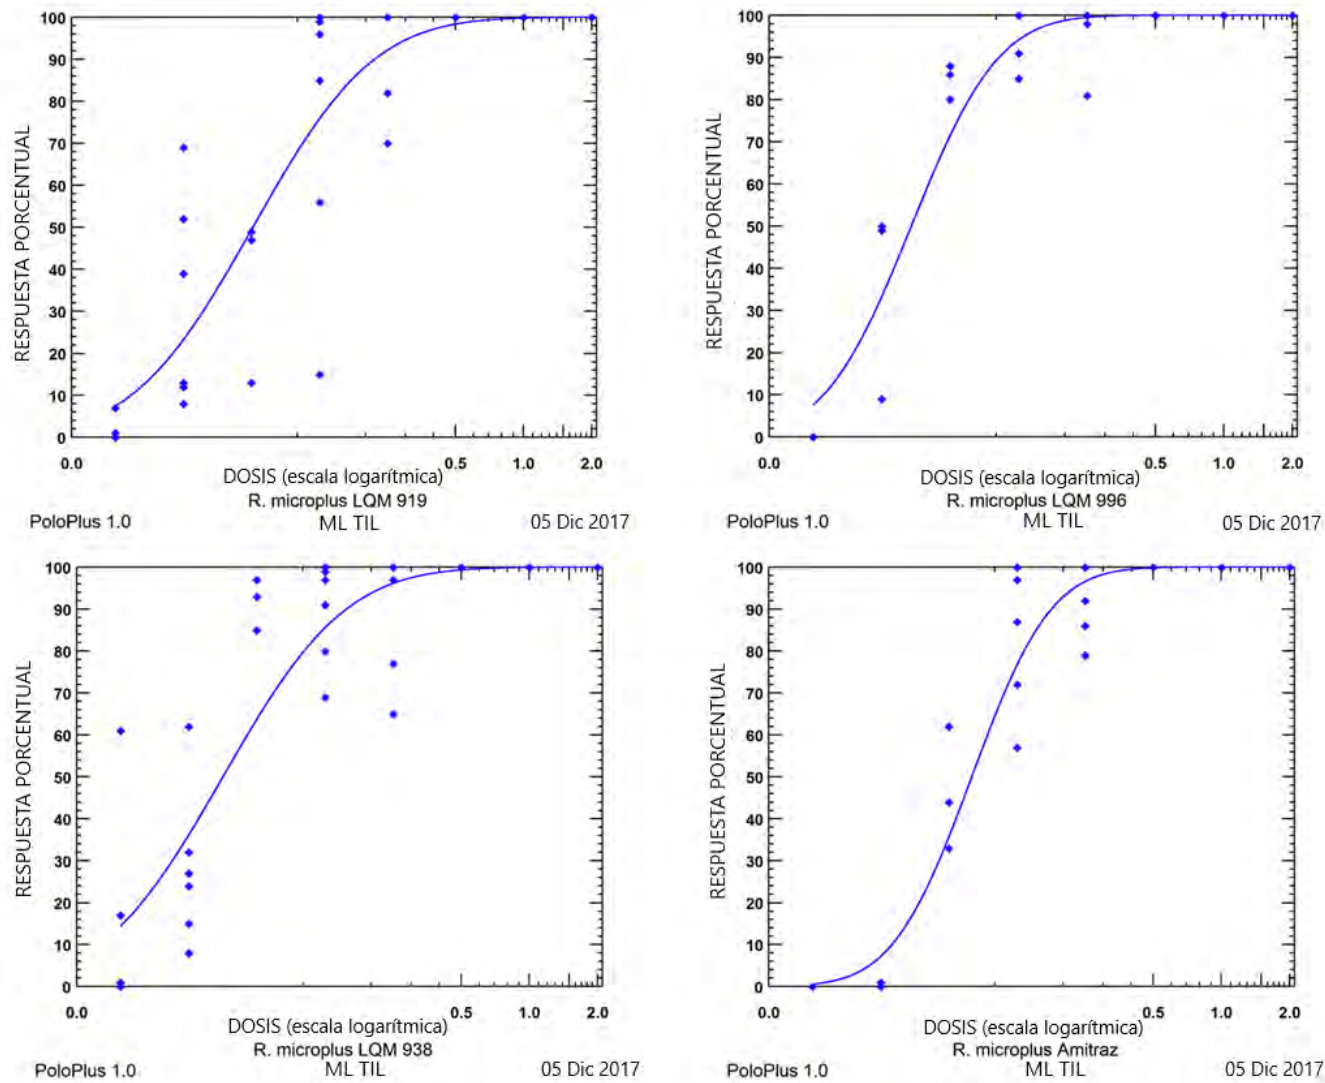 100
90
80
70
60
50
40
30
20
10
0
RESPUESTA PORCENTUAL
0.0 0.5 1.0 2.0
DOSIS (escala logarítmica)
R. microplus LQM 919
PoloPlus 1.0 ML TIL 05 Dic 2017
100
90
80
70
60
50
40
30
20
10
0
RESPUESTA PORCENTUAL
0.0 0.5 1.0 2.0
DOSIS (escala logarítmica)
R. microplus LQM 996
PoloPlus 1.0 ML TIL 05 Dic 2017
100
90
80
70
60
50
40
30
20
10
0
RESPUESTA PORCENTUAL
0.0 0.5 1.0 2.0
DOSIS (escala logarítmica)
R. microplus LQM 938
PoloPlus 1.0 ML TIL 05 Dic 2017
100
90
80
70
60
50
40
30
20
10
0
RESPUESTA PORCENTUAL
0.0 0.5 1.0 2.0
DOSIS (escala logarítmica)
R. microplus Amitraz
PoloPlus 1.0 ML TIL 05 Dic 2017